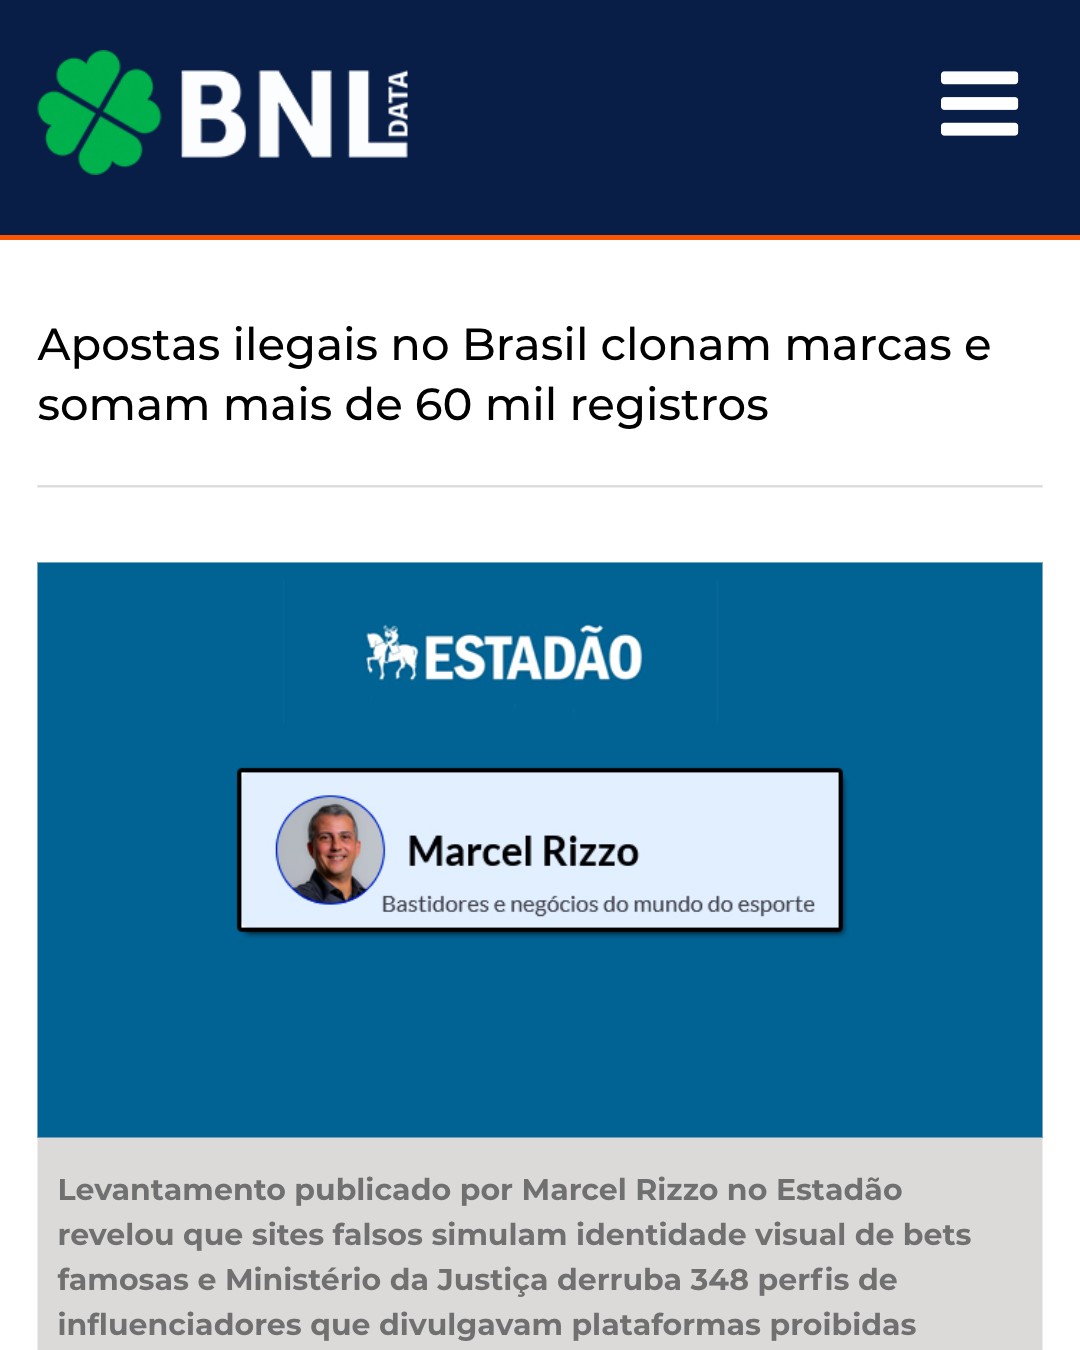 BNL DATA
Apostas ilegais no Brasil clonam marcas e
somam mais de 60 mil registros
ESTADÃO
Marcel Rizzo
Bastidores e negócios do mundo do esporte
Levantamento publicado por Marcel Rizzo no Estadão
revelou que sites falsos simulam identidade visual de bets
famosas e Ministério da Justiça derruba 348 perfis de
influenciadores que divulgavam plataformas proibidas